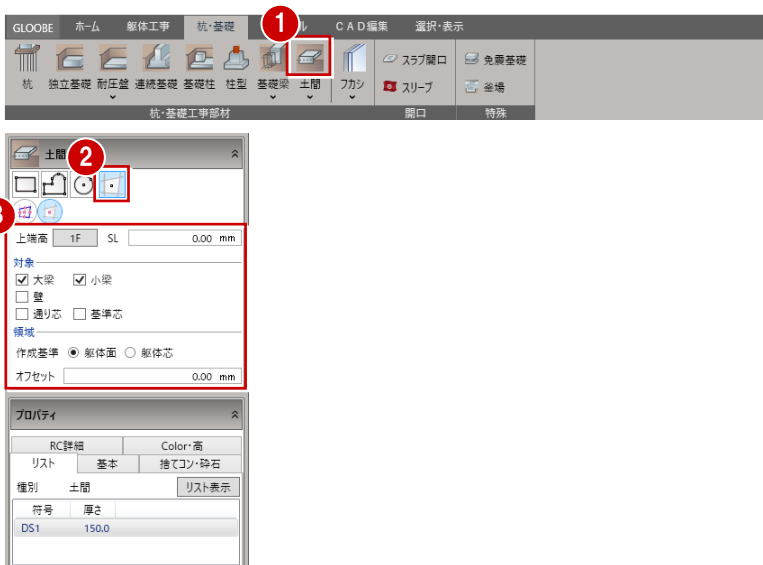 GLOOBE ホーム 躯体工事 杭・基礎 1 ル CAD編集 選択・表示
杭 独立基礎 耐圧盤 連続基礎 基礎柱 柱型 基礎梁 土間 フカシ スラブ開口 免震基礎
スリーブ 釜場
杭・基礎工事部材 開口 特殊
土間 2
3
上端高 1F SL 0.00 mm
対象
大梁 小梁
壁
通り芯 基準芯
領域
作成基準 躯体面 躯体芯
オフセット 0.00 mm
プロパティ
RC詳細 Color・高
リスト 基本 捨てコン・砕石
種別 土間 リスト表示
符号 厚さ
DS1 150.0